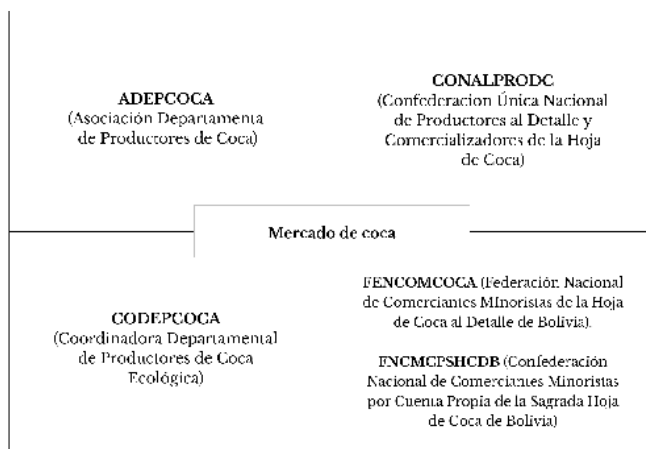 ADEPCOCA
(Asociación Departamenta
de Productores de Coca)
CONALPRODC
(Confederacion Única Nacional
de Productores al Detalle y
Comercializadores de la Hoja
de Coca)
Mercado de coca
CODEPCOCA
(Coordinadora Departamental
de Productores de Coca
Ecológica)
FENCOMCOCA (Federación Nacional
de Comerciantes MInoristas de la Hoja
de Coca al Detalle de Bolivia).
FNCMCPSHCDB (Confederación
Nacional de Comerciantes Minoristas
por Cuenta Propia de la Sagrada Hoja
de Coca de Bolivia)